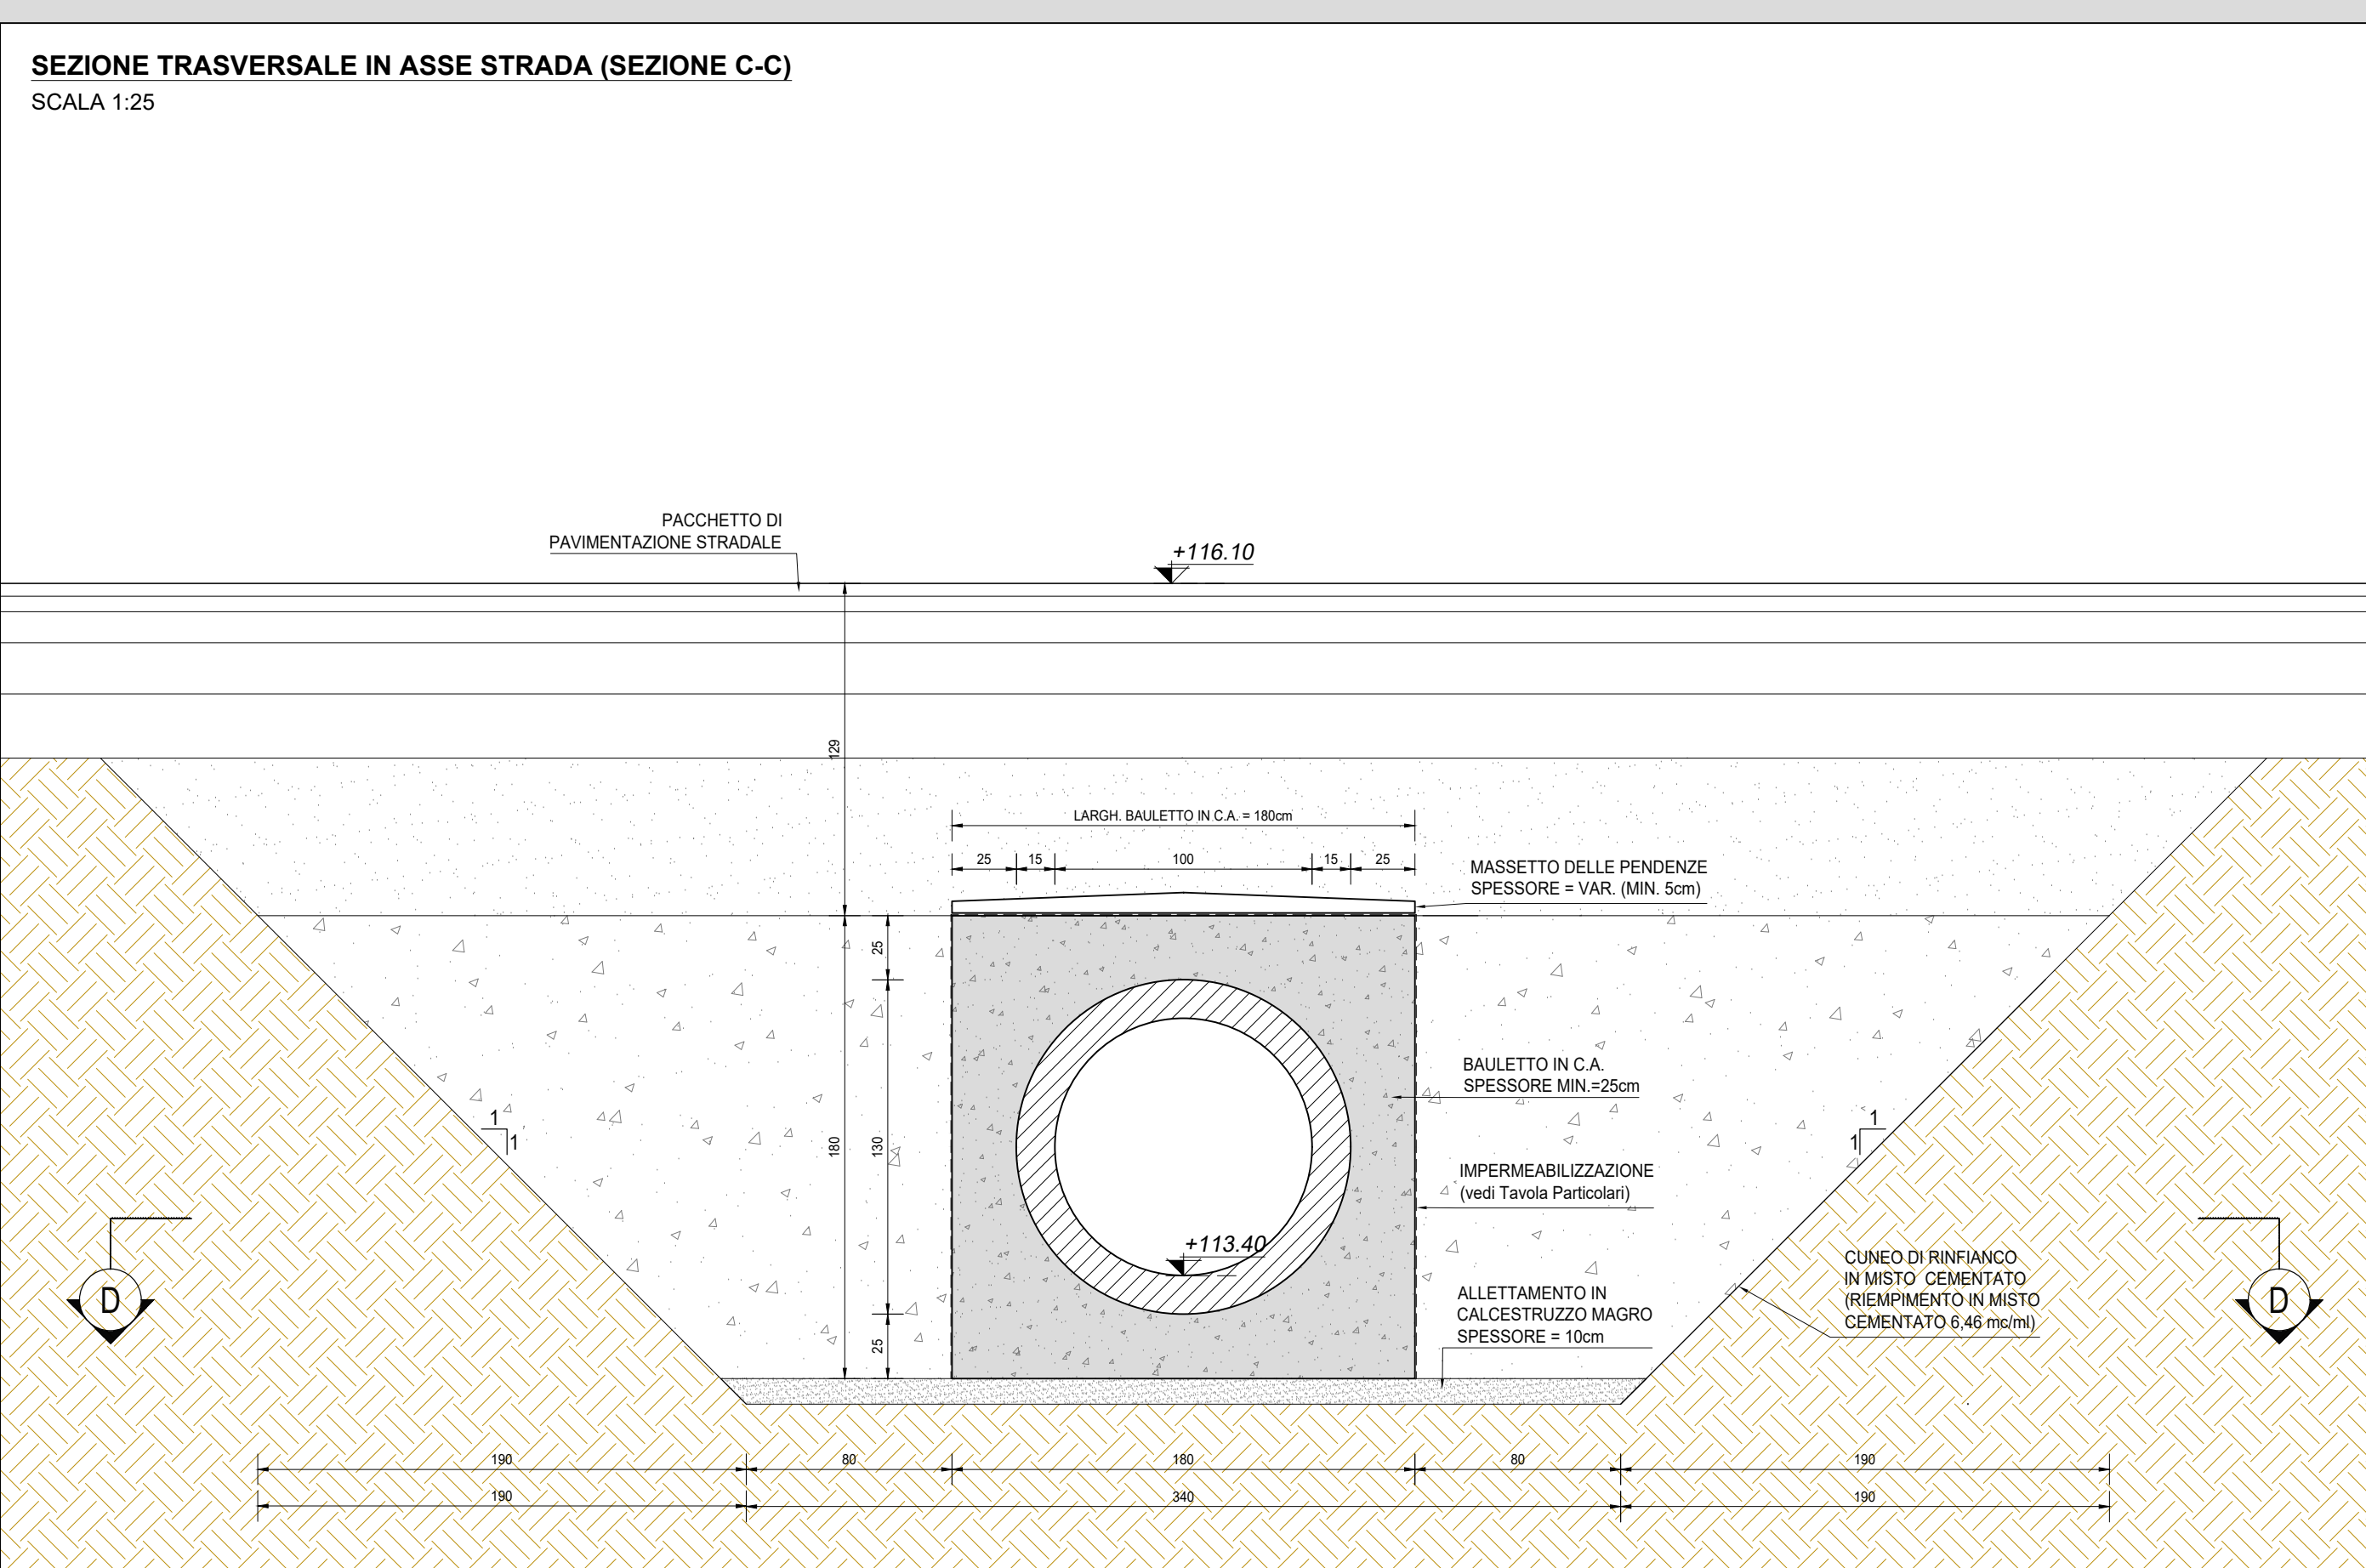 SEZIONE TRASVERSALE IN ASSE STRADA (SEZIONE C-C)
SCALA 1:25
PACCHETTO DI
PAVIMENTAZIONE STRADALE
+116.10
129
LARGH. BAULETTO IN C.A. = 180cm
25 15 100 15 25
MASSETTO DELLE PENDENZE
SPESSORE = VAR. (MIN. 5cm)
25
BAULETTO IN C.A.
SPESSORE MIN.=25cm
1
1
180
130
1
1
IMPERMEABILIZZAZIONE
(vedi Tavola Particolari)
+113.40
CUNEO DI RINFIANCO
IN MISTO CEMENTATO
(RIEMPIMENTO IN MISTO
CEMENTATO 6,46 mc/ml)
D
D
ALLETTAMENTO IN
CALCESTRUZZO MAGRO
SPESSORE = 10cm
25
190 80 180 80 190
190 340 190